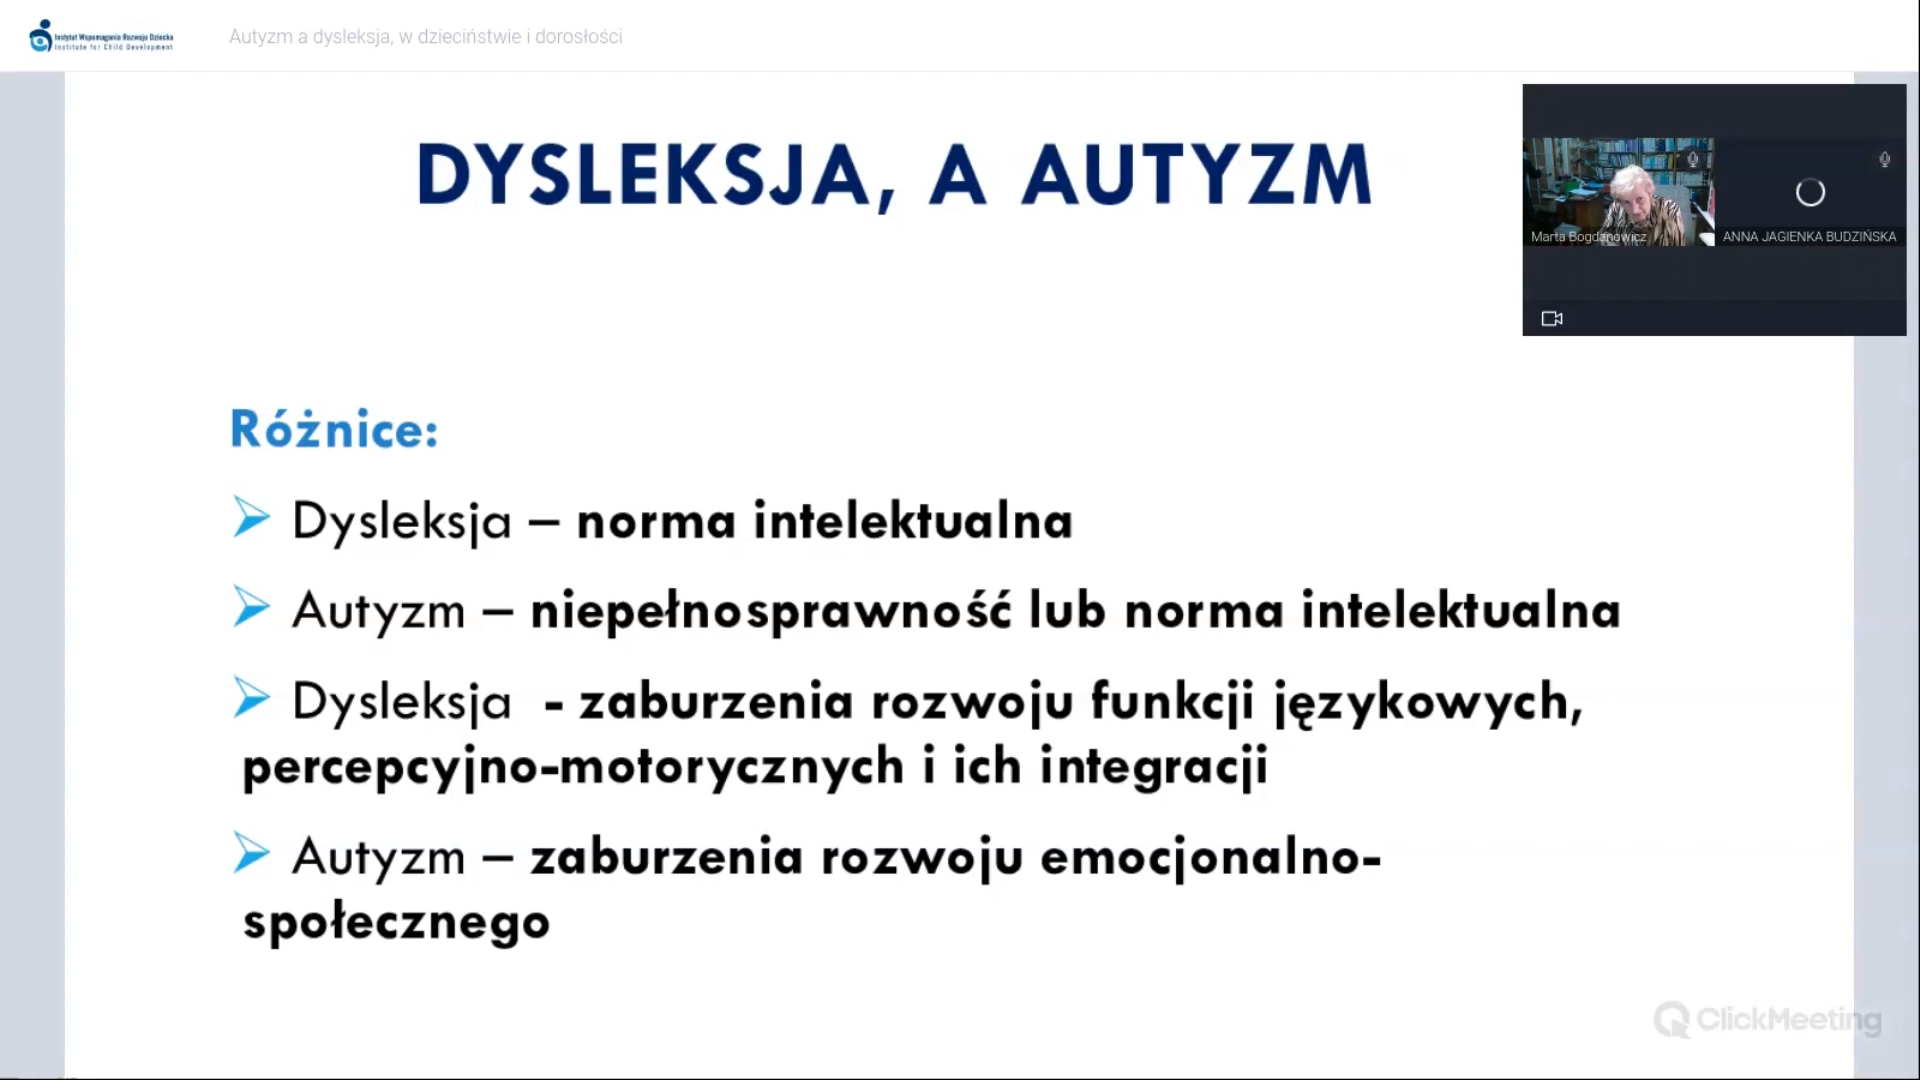 Instytut Wspomagania Rozwoju Dziecka
Institute for Child Development
Autyzm a dysleksja, w dzieciństwie i dorosłości
DYSLEKSJA, A AUTYZM
Marta Bogdanowicz
ANNA JAGIENKA BUDZIŃSKA
Różnice:
Dysleksja – norma intelektualna
Autyzm – niepełnosprawność lub norma intelektualna
Dysleksja - zaburzenia rozwoju funkcji językowych,
percepcyjno-motorycznych i ich integracji
Autyzm – zaburzenia rozwoju emocjonalno-
społecznego
ClickMeeting